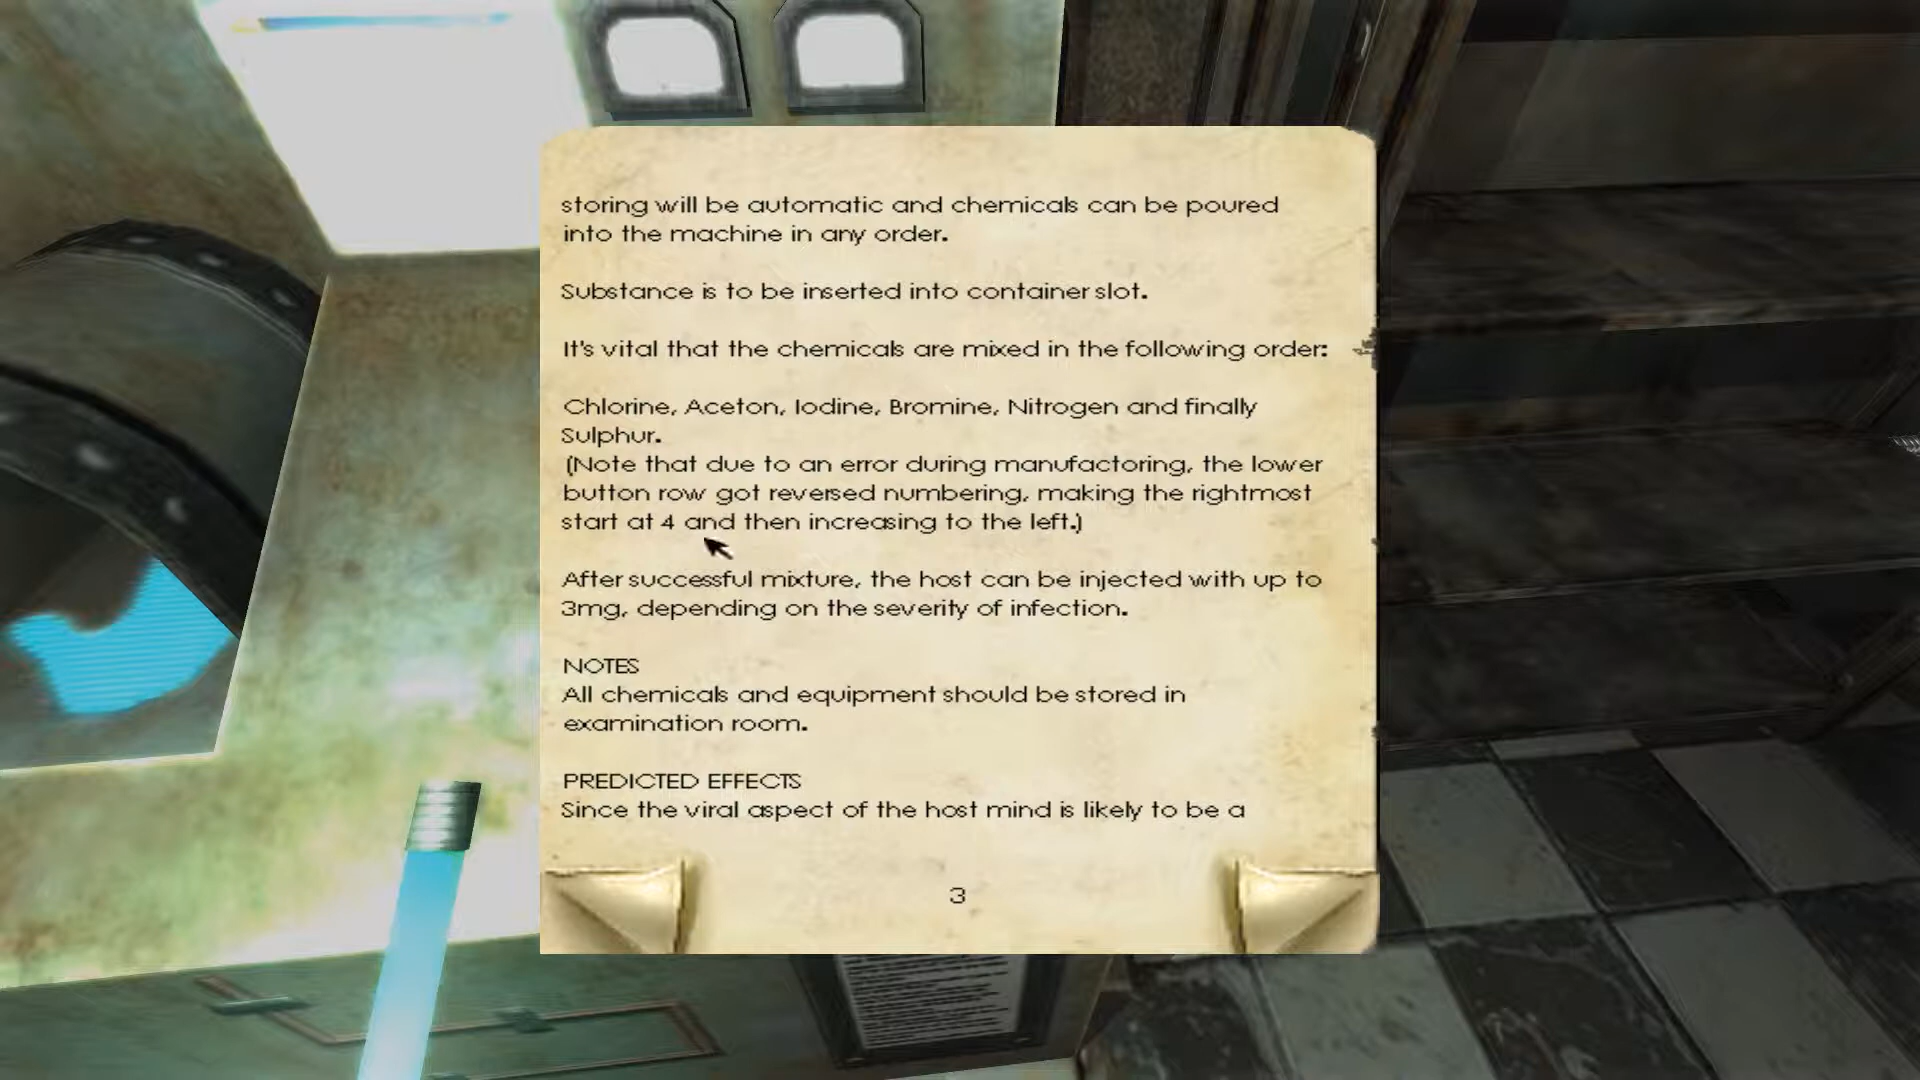 storing will be automatic and chemicals can be poured
into the machine in any order.
Substance is to be inserted into container slot.
It's vital that the chemicals are mixed in the following order:
Chlorine, Aceton, Iodine, Bromine, Nitrogen and finally
Sulphur.
(Note that due to an error during manufactoring, the lower
button row got reversed numbering, making the rightmost
start at 4 and then increasing to the left.)
After successful mixture, the host can be injected with up to
3mg, depending on the severity of infection.
NOTES
All chemicals and equipment should be stored in
examination room.
PREDICTED EFFECTS
Since the viral aspect of the host mind is likely to be a
3